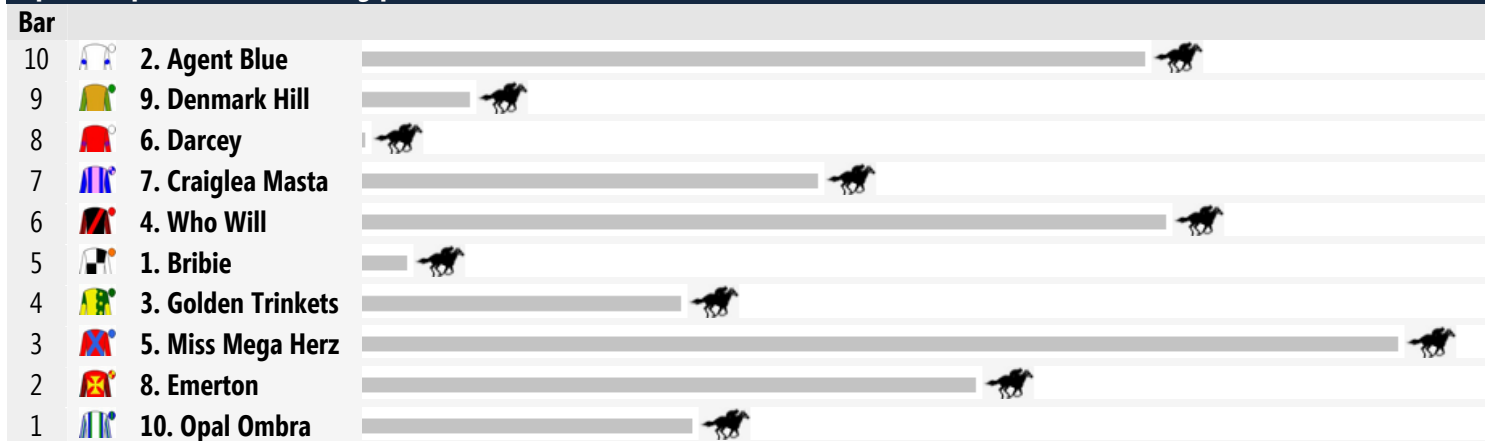 Bar
10 2. Agent Blue
9 9. Denmark Hill
8 6. Darcey
7 7. Craiglea Masta
6 4. Who Will
5 1. Bribie
4 3. Golden Trinkets
3 5. Miss Mega Herz
2 8. Emerton
1 10. Opal Ombra